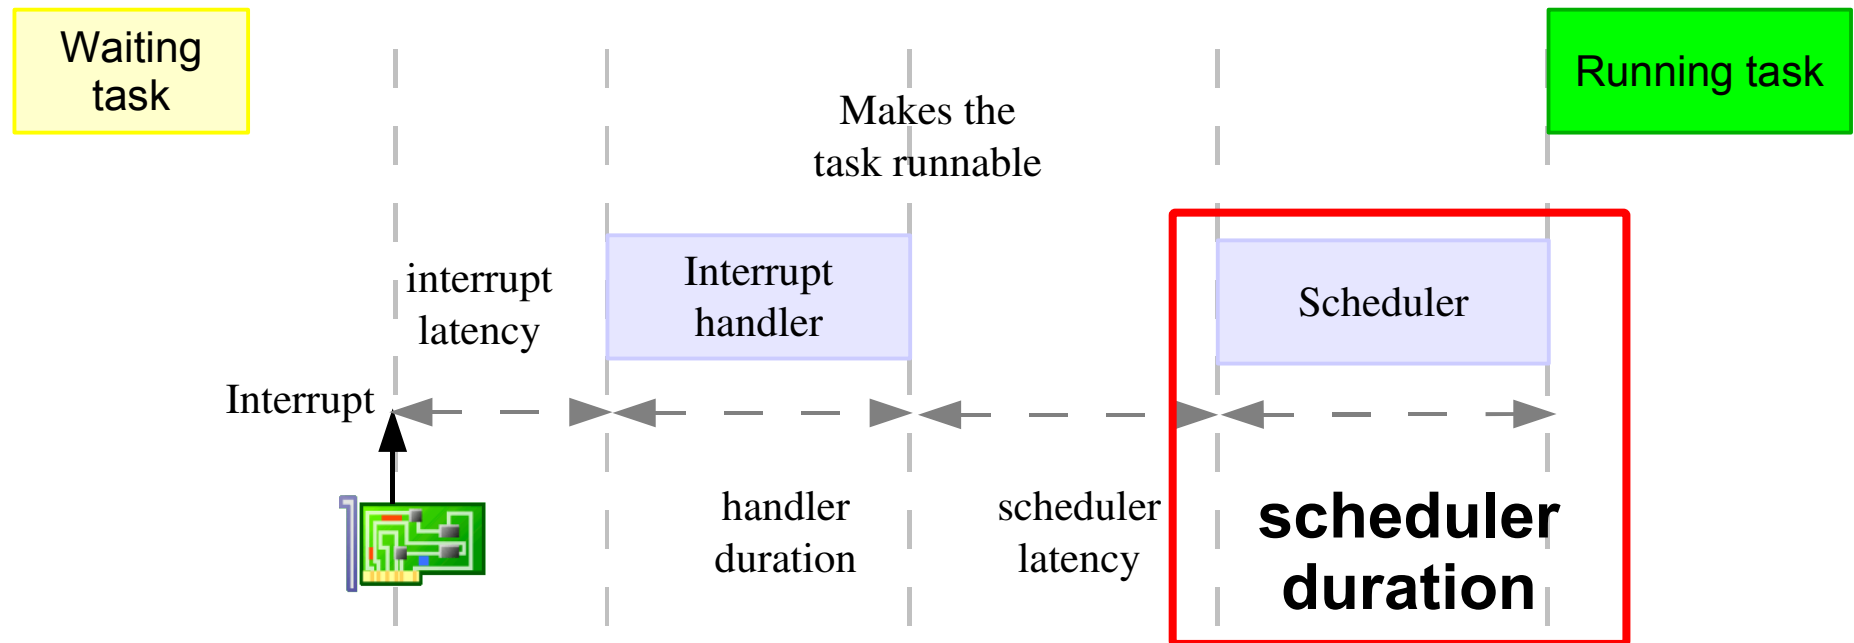 Waiting
task
Running task
Makes the
task runnable
interrupt
latency
Interrupt
handler
Scheduler
Interrupt
handler
duration
scheduler
latency
scheduler
duration